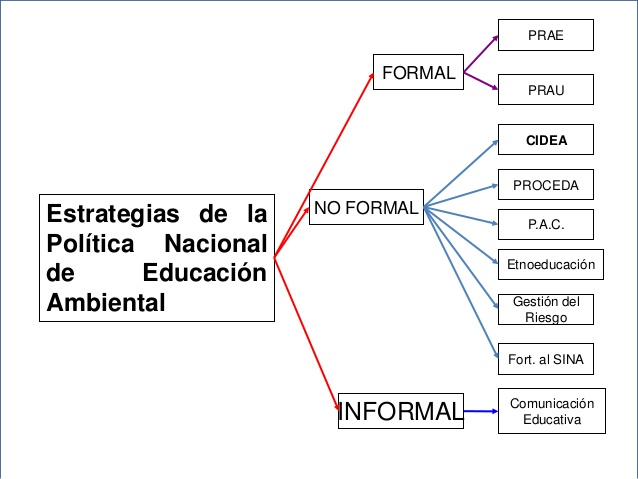 PRAE
FORMAL
PRAU
CIDEA
PROCEDA
NO FORMAL
Estrategias de la
Política Nacional
de Educación
Ambiental
P.A.C.
Etnoeducación
Gestión del
Riesgo
Fort. al SINA
INFORMAL
Comunicación
Educativa